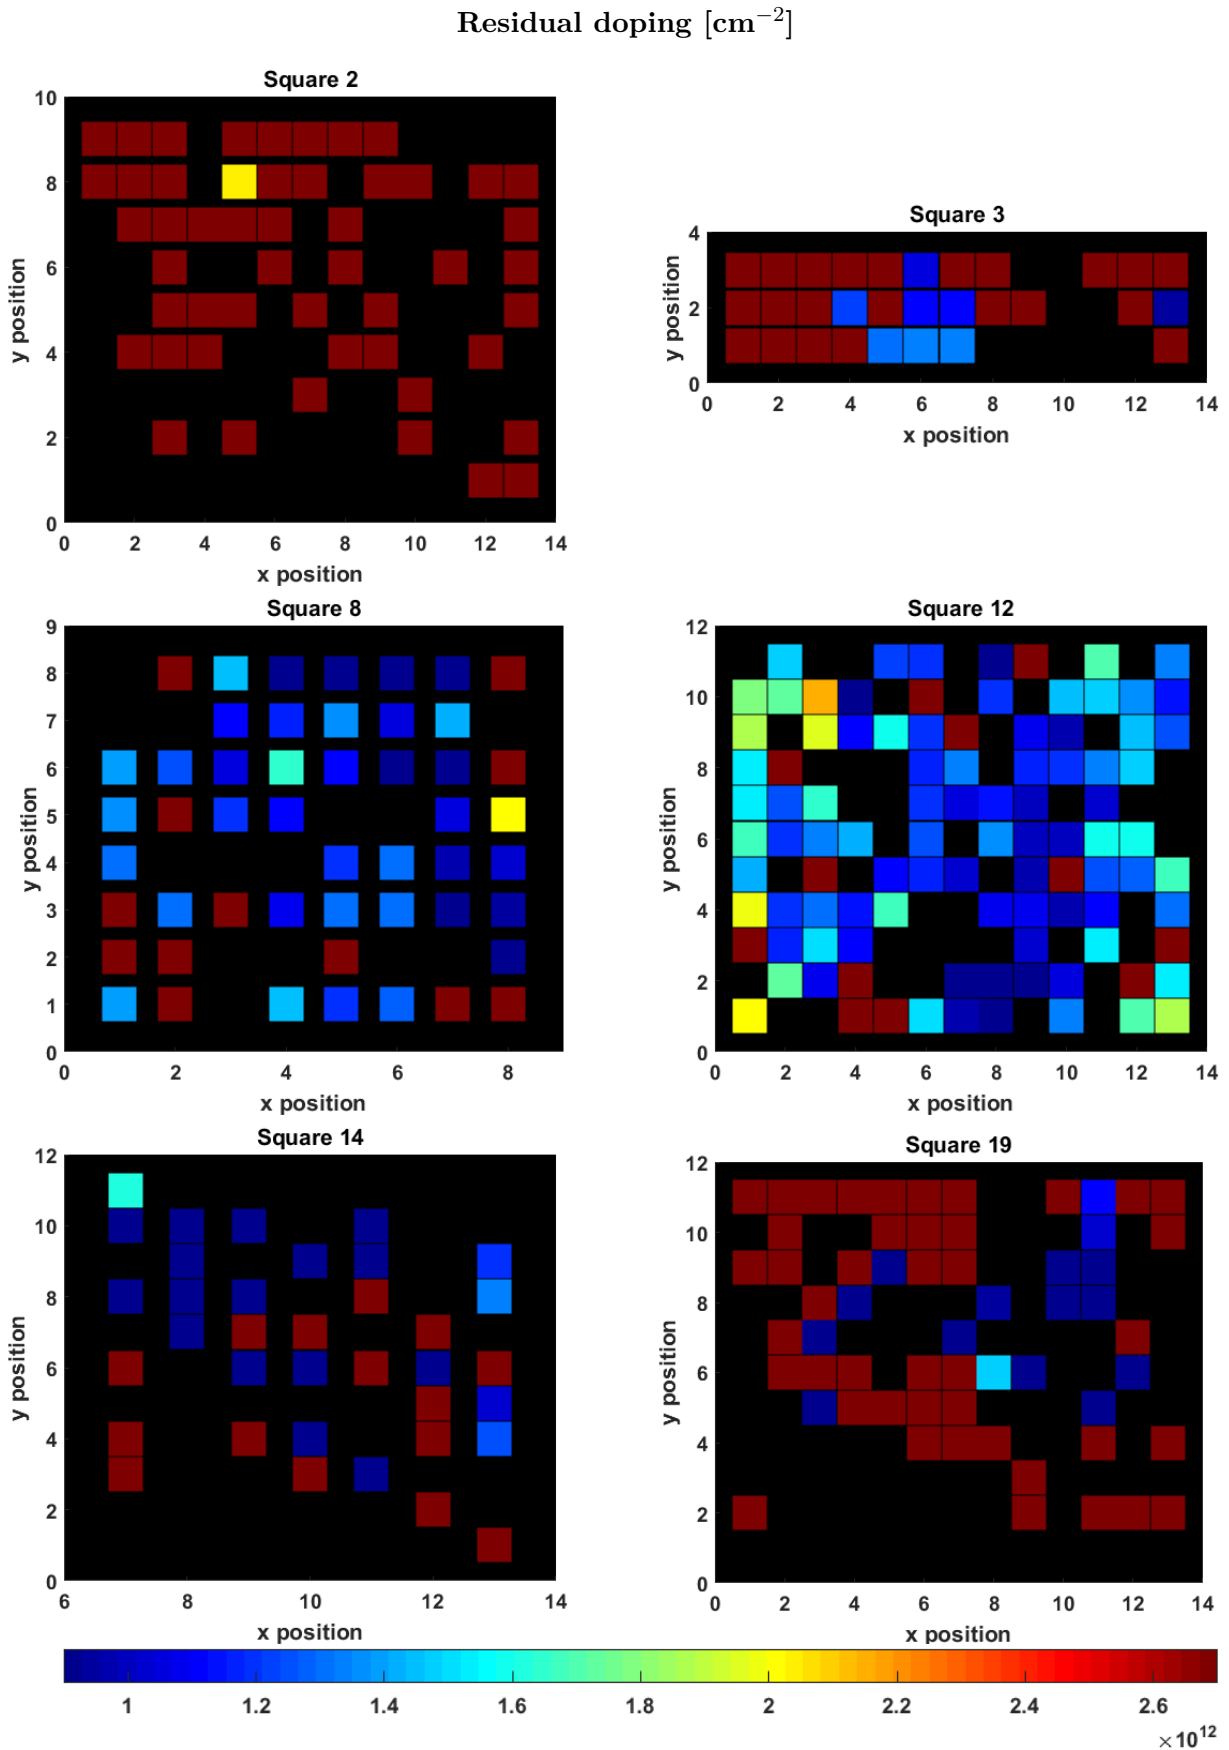 Residual doping [cm⁻²]
Square 2
10
8
6
4
2
0
0 2 4 6 8 10 12 14
y position
x position
Square 3
4
2
0
0 2 4 6 8 10 12 14
y position
x position
Square 8
9
8
7
6
5
4
3
2
1
0
0 2 4 6 8
y position
x position
Square 12
12
10
8
6
4
2
0
0 2 4 6 8 10 12 14
y position
x position
Square 14
12
10
8
6
4
2
0
6 8 10 12 14
y position
x position
Square 19
12
10
8
6
4
2
0
0 2 4 6 8 10 12 14
y position
x position
1 1.2 1.4 1.6 1.8 2 2.2 2.4 2.6
×10¹²